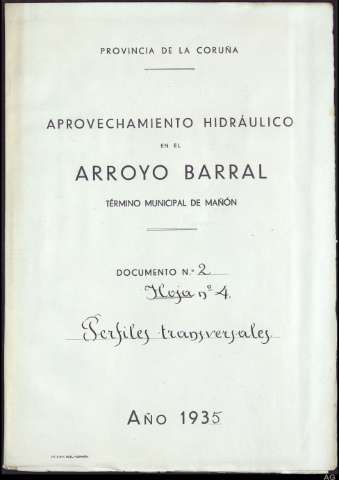 PROVINCIA DE LA CORUÑA
APROVECHAMIENTO HIDRÁULICO
EN EL
ARROYO BARRAL
TÉRMINO MUNICIPAL DE MAÑÓN
DOCUMENTO N.º 2
Hoja nº 4.
Perfiles transversales
AÑO 1935